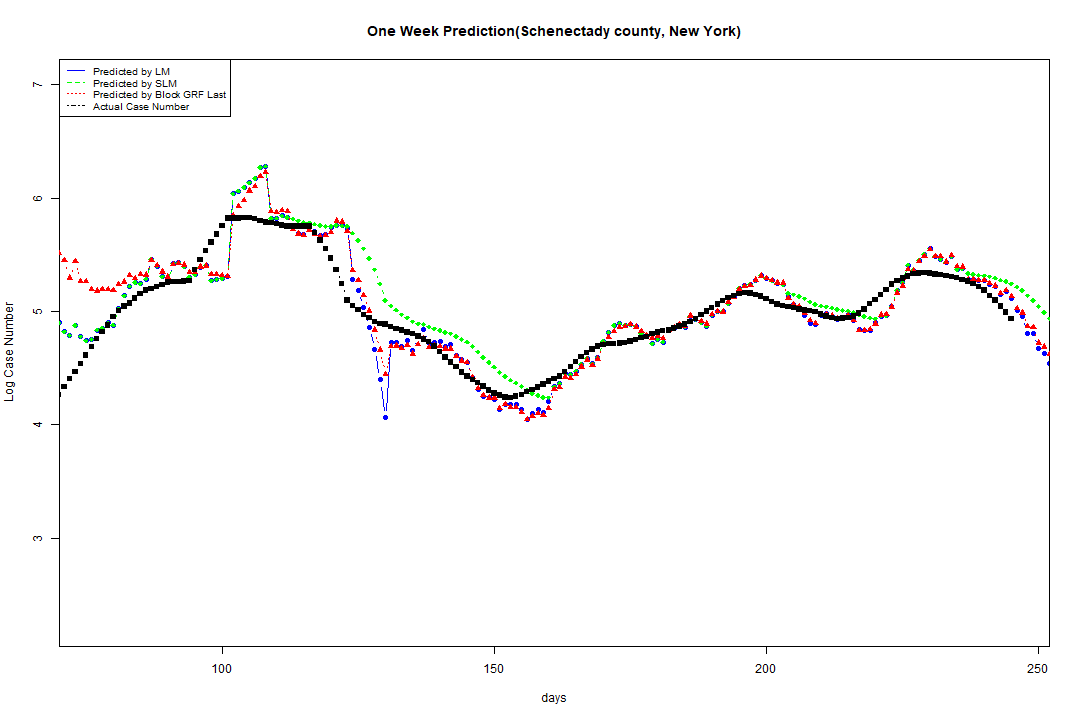 One Week Prediction(Schenectady county, New York)
Predicted by LM
Predicted by SLM
Predicted by Block GRF Last
Actual Case Number
7
6
5
4
3
Log Case Number
100
150
200
250
days